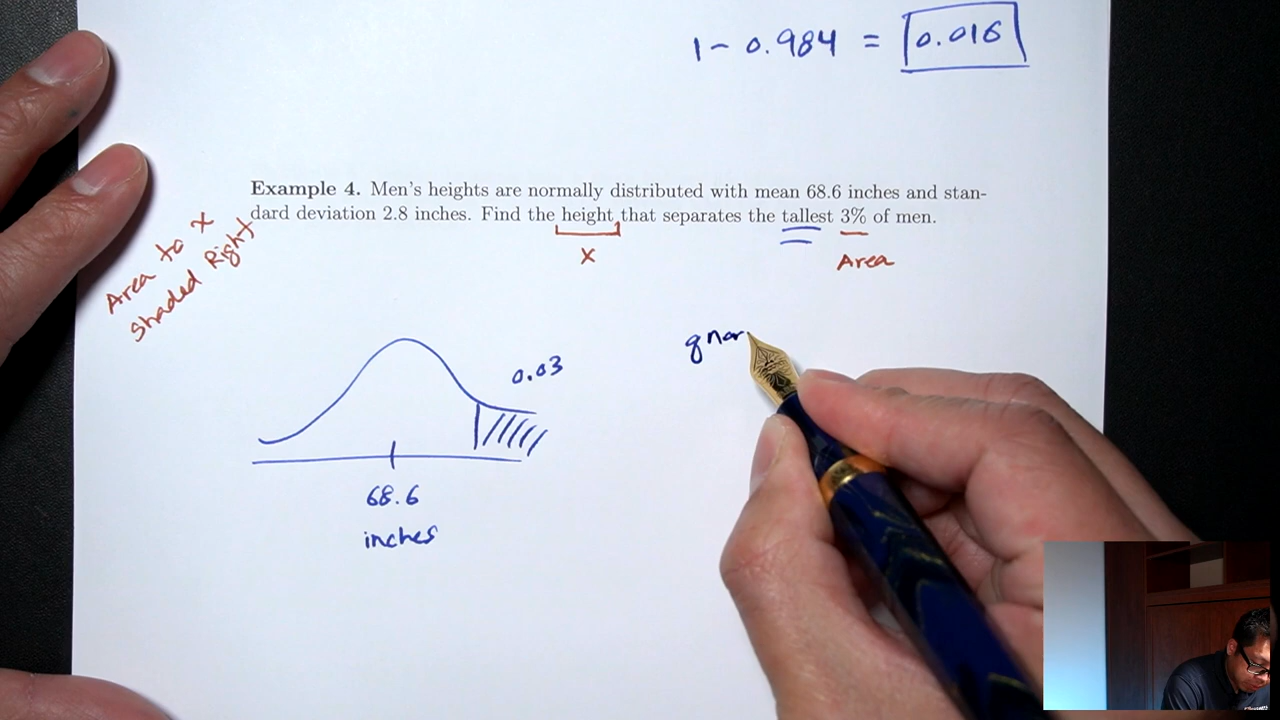 1 - 0.984 = 0.016
Example 4. Men's heights are normally distributed with mean 68.6 inches and stan-
dard deviation 2.8 inches. Find the height that separates the tallest 3% of men.
x
Area
Area to x
shaded Right
0.03
qnor
68.6
inches